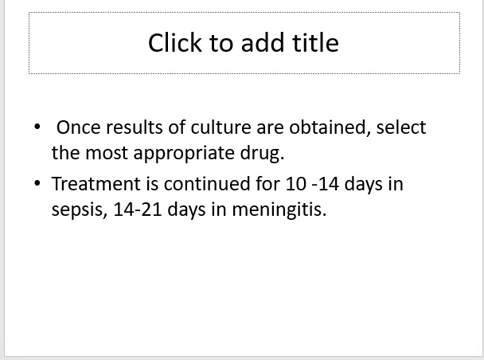 Click to add title
• Once results of culture are obtained, select
the most appropriate drug.
• Treatment is continued for 10 -14 days in
sepsis, 14-21 days in meningitis.